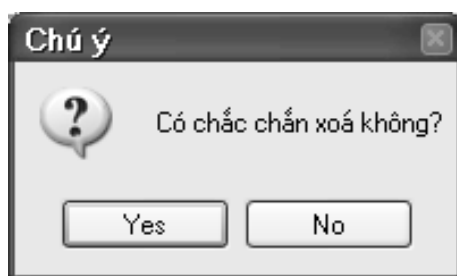 Chú ý
Có chắc chắn xoá không?
Yes No